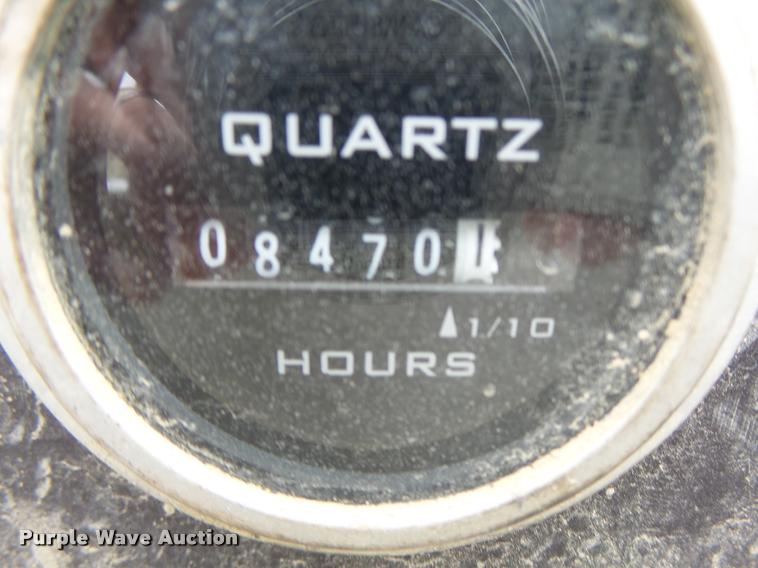 QUARTZ
08470
1/10
HOURS
Purple Wave Auction